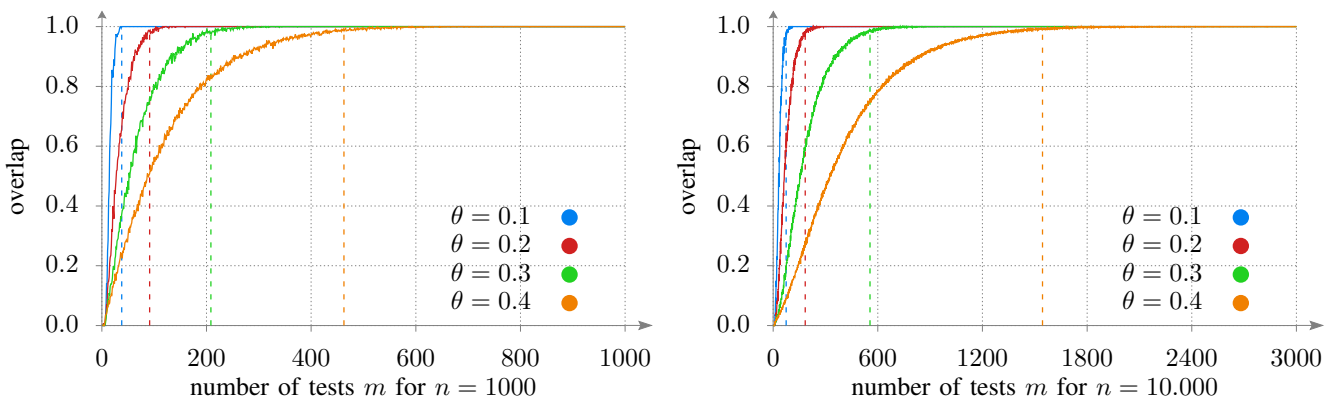 1.0
0.8
0.6
0.4
0.2
0.0
overlap
θ = 0.1
θ = 0.2
θ = 0.3
θ = 0.4
0 200 400 600 800 1000
number of tests m for n = 1000
1.0
0.8
0.6
0.4
0.2
0.0
overlap
θ = 0.1
θ = 0.2
θ = 0.3
θ = 0.4
0 600 1200 1800 2400 3000
number of tests m for n = 10.000